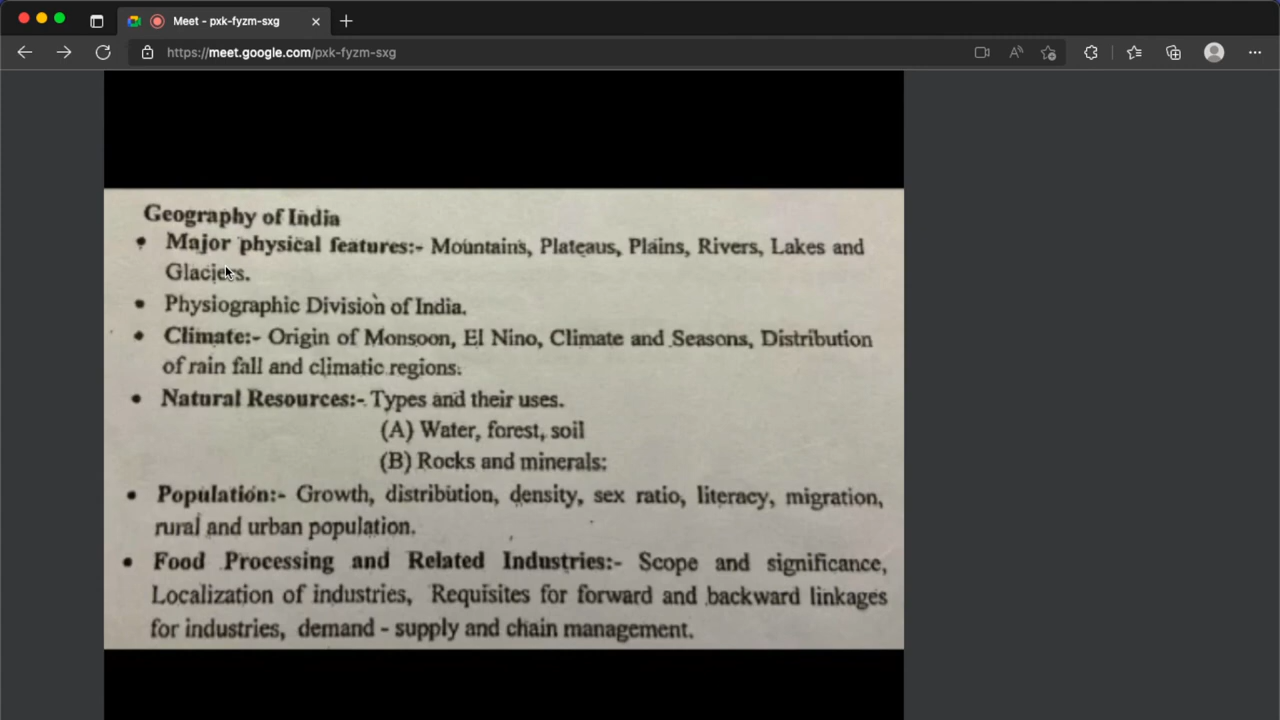 Meet - pxk-fyzm-sxg
https://meet.google.com/pxk-fyzm-sxg
Geography of India
• Major physical features:- Mountains, Plateaus, Plains, Rivers, Lakes and
Glaciers.
• Physiographic Division of India.
• Climate:- Origin of Monsoon, El Nino, Climate and Seasons, Distribution
of rain fall and climatic regions.
• Natural Resources:- Types and their uses.
(A) Water, forest, soil
(B) Rocks and minerals:
• Population:- Growth, distribution, density, sex ratio, literacy, migration,
rural and urban population.
• Food Processing and Related Industries:- Scope and significance,
Localization of industries, Requisites for forward and backward linkages
for industries, demand - supply and chain management.